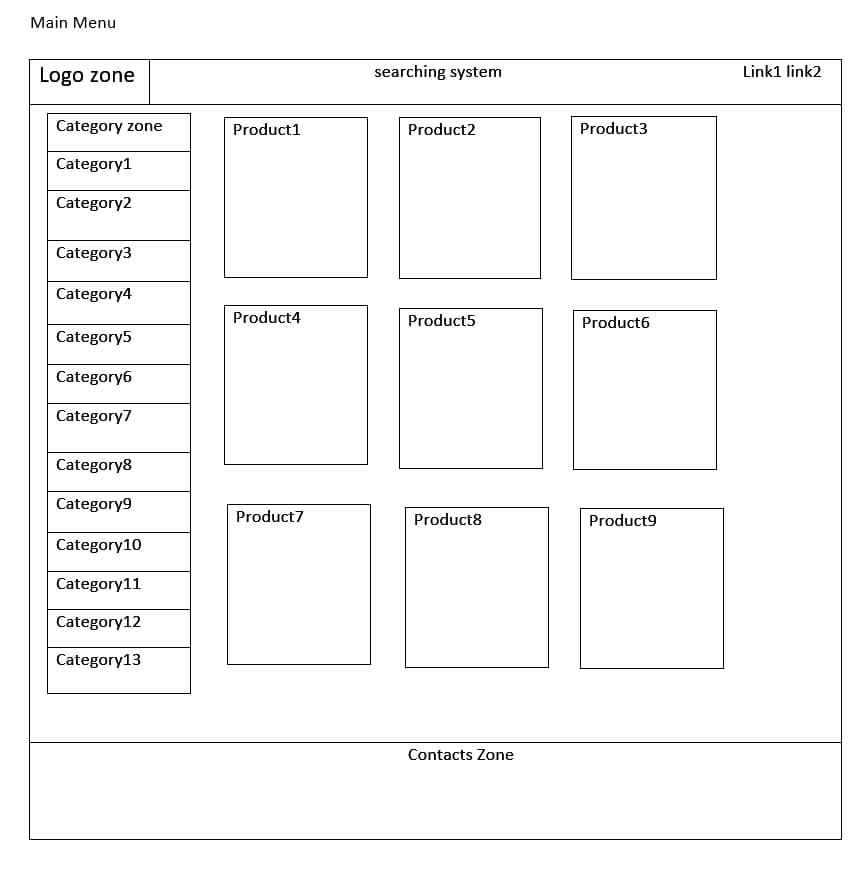 Main Menu
Logo zone
searching system
Link1 link2
Category zone
Category1
Category2
Category3
Category4
Category5
Category6
Category7
Category8
Category9
Category10
Category11
Category12
Category13
Product1
Product2
Product3
Product4
Product5
Product6
Product7
Product8
Product9
Contacts Zone